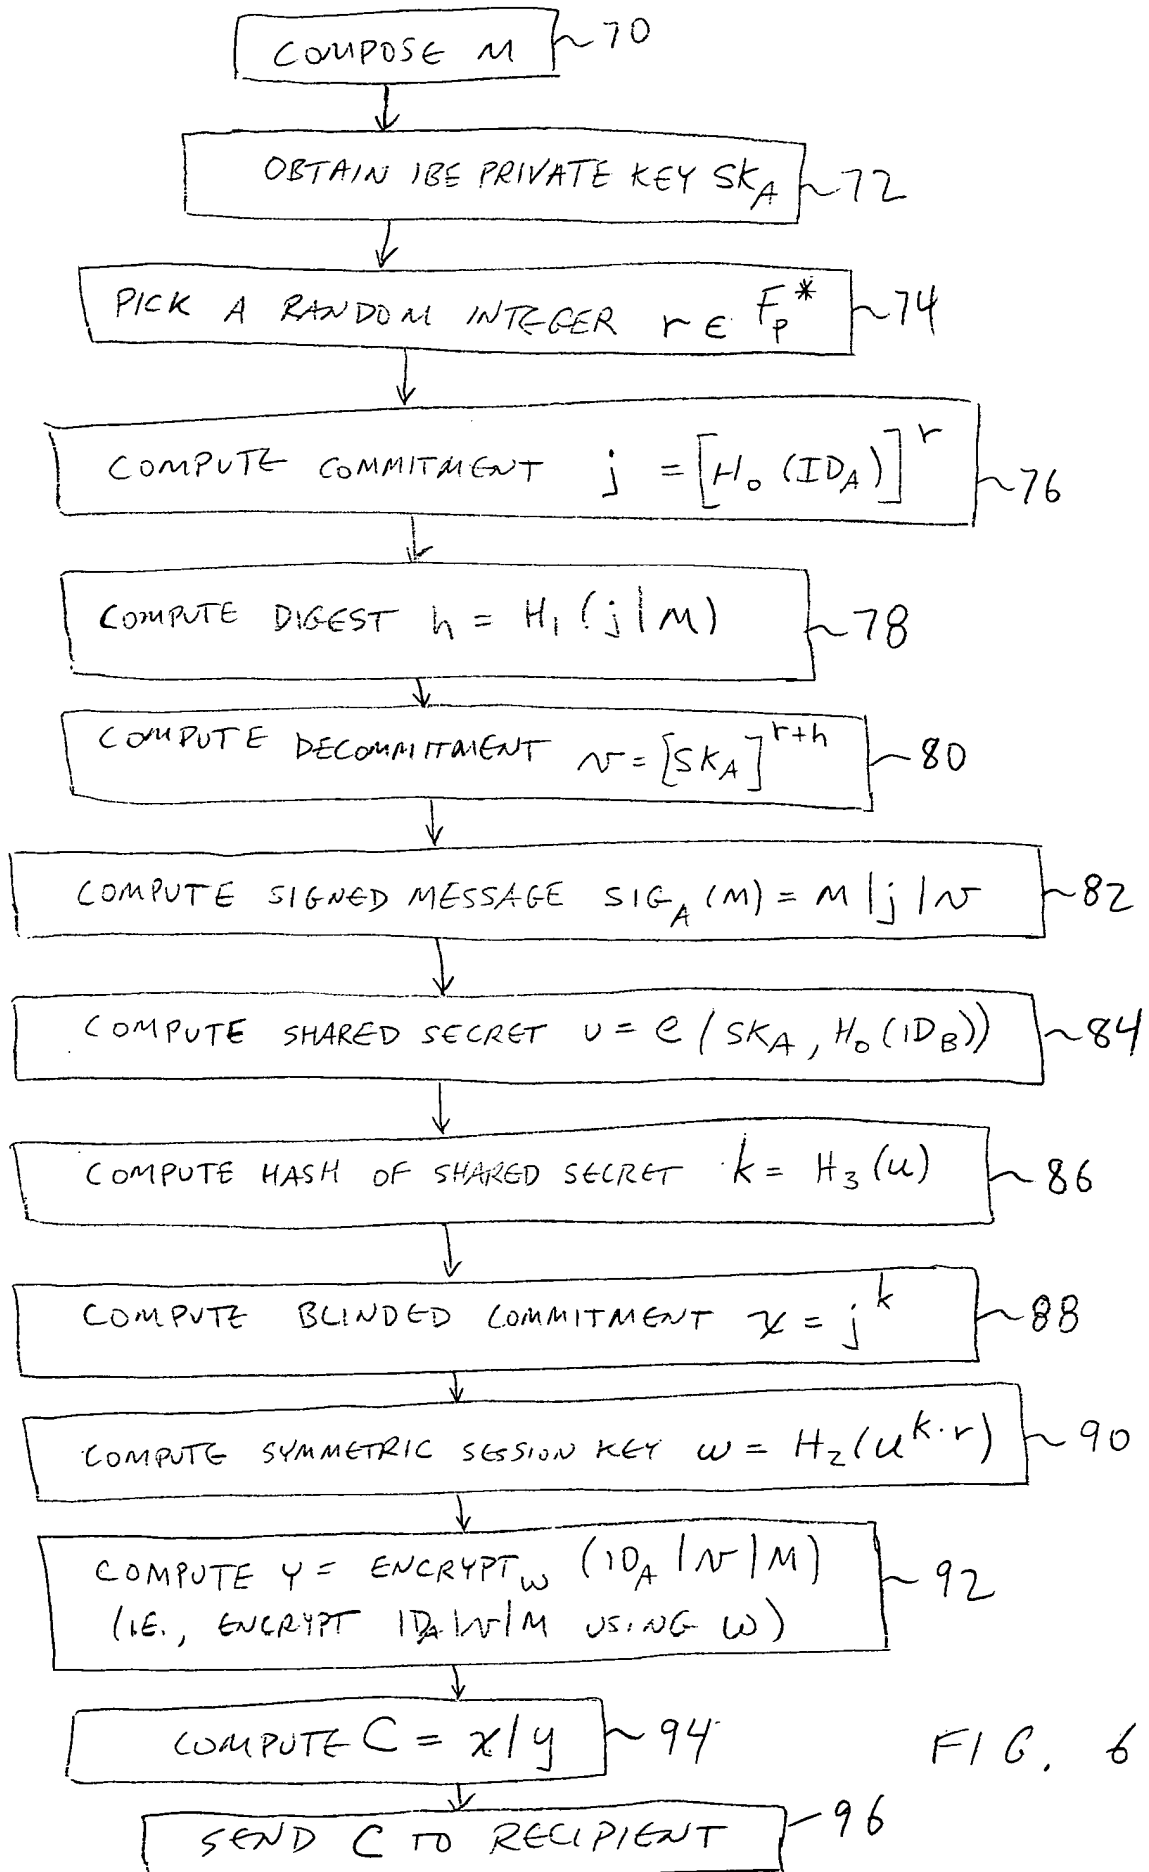 COMPOSE M 70
OBTAIN IBE PRIVATE KEY SK_A 72
PICK A RANDOM INTEGER r ∈ F_p^* 74
COMPUTE COMMITMENT j = [H_0 (ID_A)]^r 76
COMPUTE DIGEST h = H_1 (j | M) 78
COMPUTE DECOMMITMENT v = [SK_A]^{r+h} 80
COMPUTE SIGNED MESSAGE SIG_A (M) = M | j | v 82
COMPUTE SHARED SECRET u = e (SK_A, H_0 (ID_B)) 84
COMPUTE HASH OF SHARED SECRET k = H_3 (u) 86
COMPUTE BLINDED COMMITMENT x = j^k 88
COMPUTE SYMMETRIC SESSION KEY w = H_2 (u^{k·r}) 90
COMPUTE y = ENCRYPT_w (ID_A | v | M) 92
(I.E., ENCRYPT ID_A | v | M USING w)
COMPUTE C = x | y 94
FIG. 6
SEND C TO RECIPIENT 96